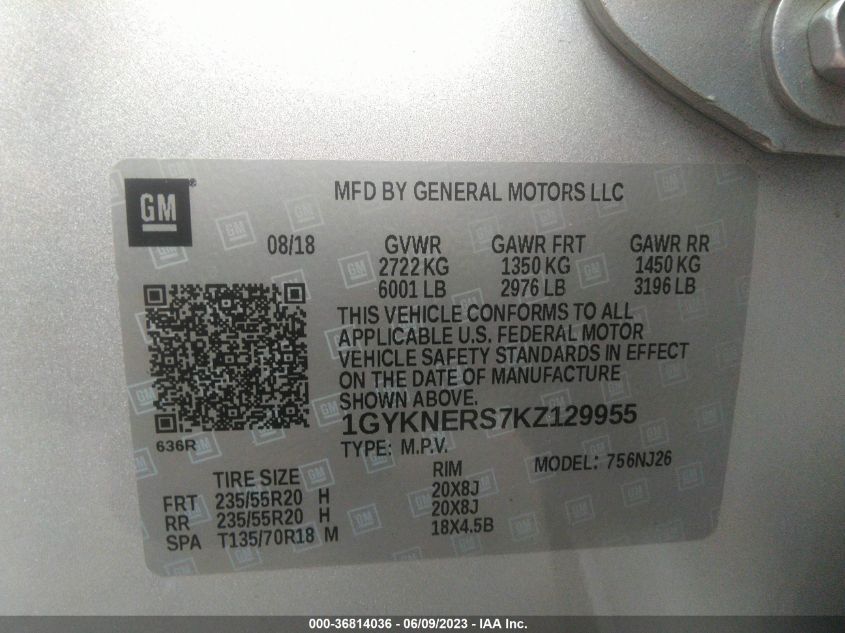 GM
MFD BY GENERAL MOTORS LLC
08/18 GVWR GAWR FRT GAWR RR
2722 KG 1350 KG 1450 KG
6001 LB 2976 LB 3196 LB
THIS VEHICLE CONFORMS TO ALL
APPLICABLE U.S. FEDERAL MOTOR
VEHICLE SAFETY STANDARDS IN EFFECT
ON THE DATE OF MANUFACTURE
SHOWN ABOVE.
1GYKNERS7KZ129955
636R
TYPE: M.P.V.
MODEL: 756NJ26
TIRE SIZE RIM
FRT 235/55R20 H 20X8J
RR 235/55R20 H 20X8J
SPA T135/70R18 M 18X4.5B
000-36814036 - 06/09/2023 - IAA Inc.